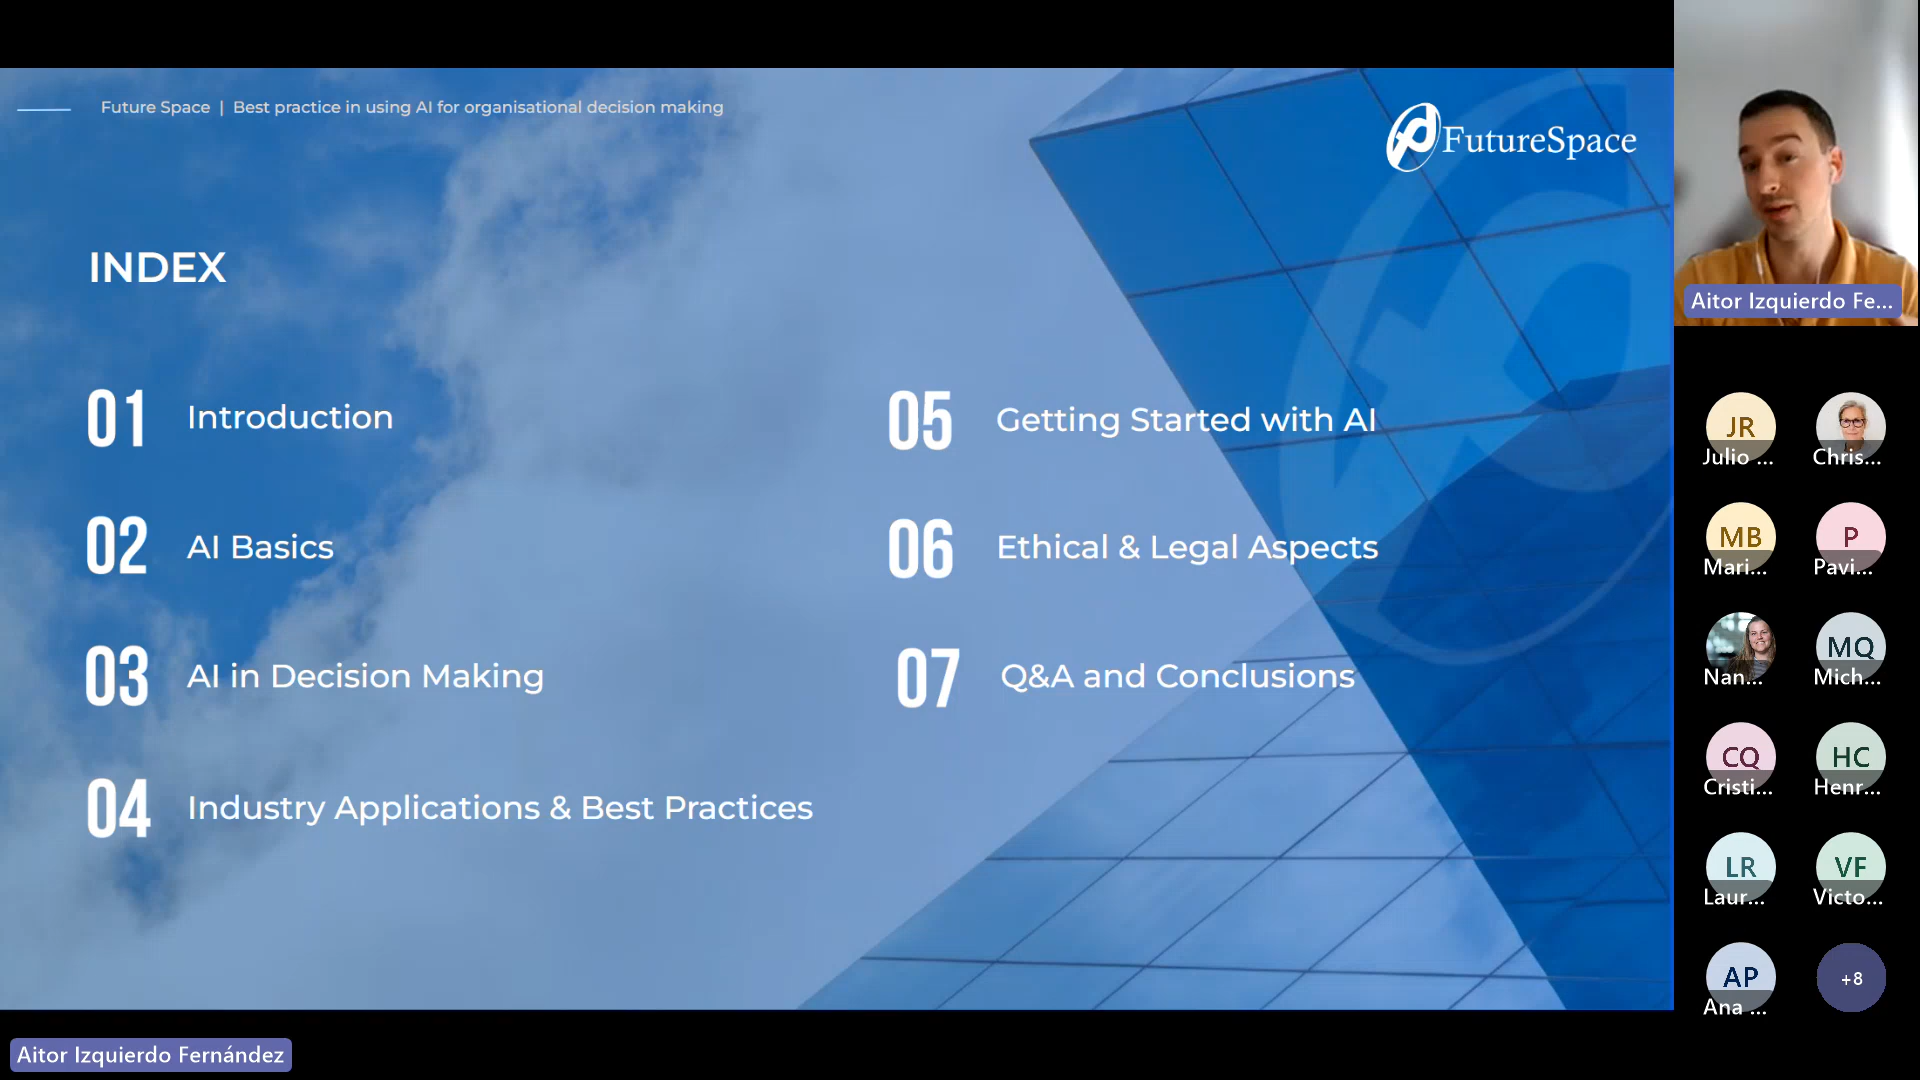 Future Space | Best practice in using AI for organisational decision making
FutureSpace
INDEX
01 Introduction
02 AI Basics
03 AI in Decision Making
04 Industry Applications & Best Practices
05 Getting Started with AI
06 Ethical & Legal Aspects
07 Q&A and Conclusions
Aitor Izquierdo Fe...
JR
Julio ...
Chris...
MB
Mari...
P
Pavi...
Nan...
MQ
Mich...
CQ
Cristi...
HC
Henr...
LR
Laur...
VF
Victo...
AP
Ana ...
+8
Aitor Izquierdo Fernández